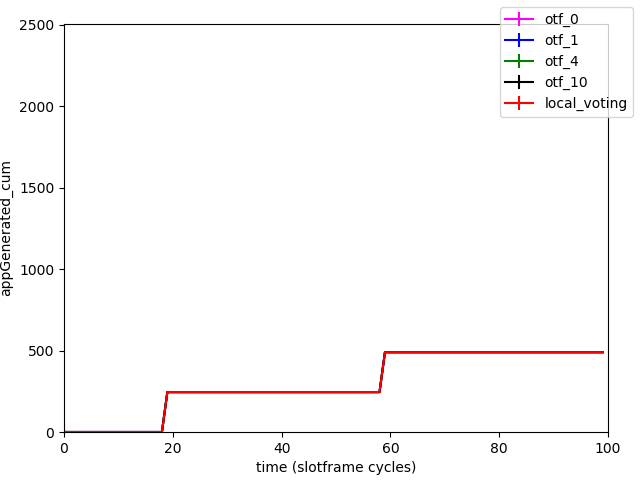 otf_0
otf_1
otf_4
otf_10
local_voting
2500
2000
1500
1000
500
0
appGenerated_cum
0 20 40 60 80 100
time (slotframe cycles)